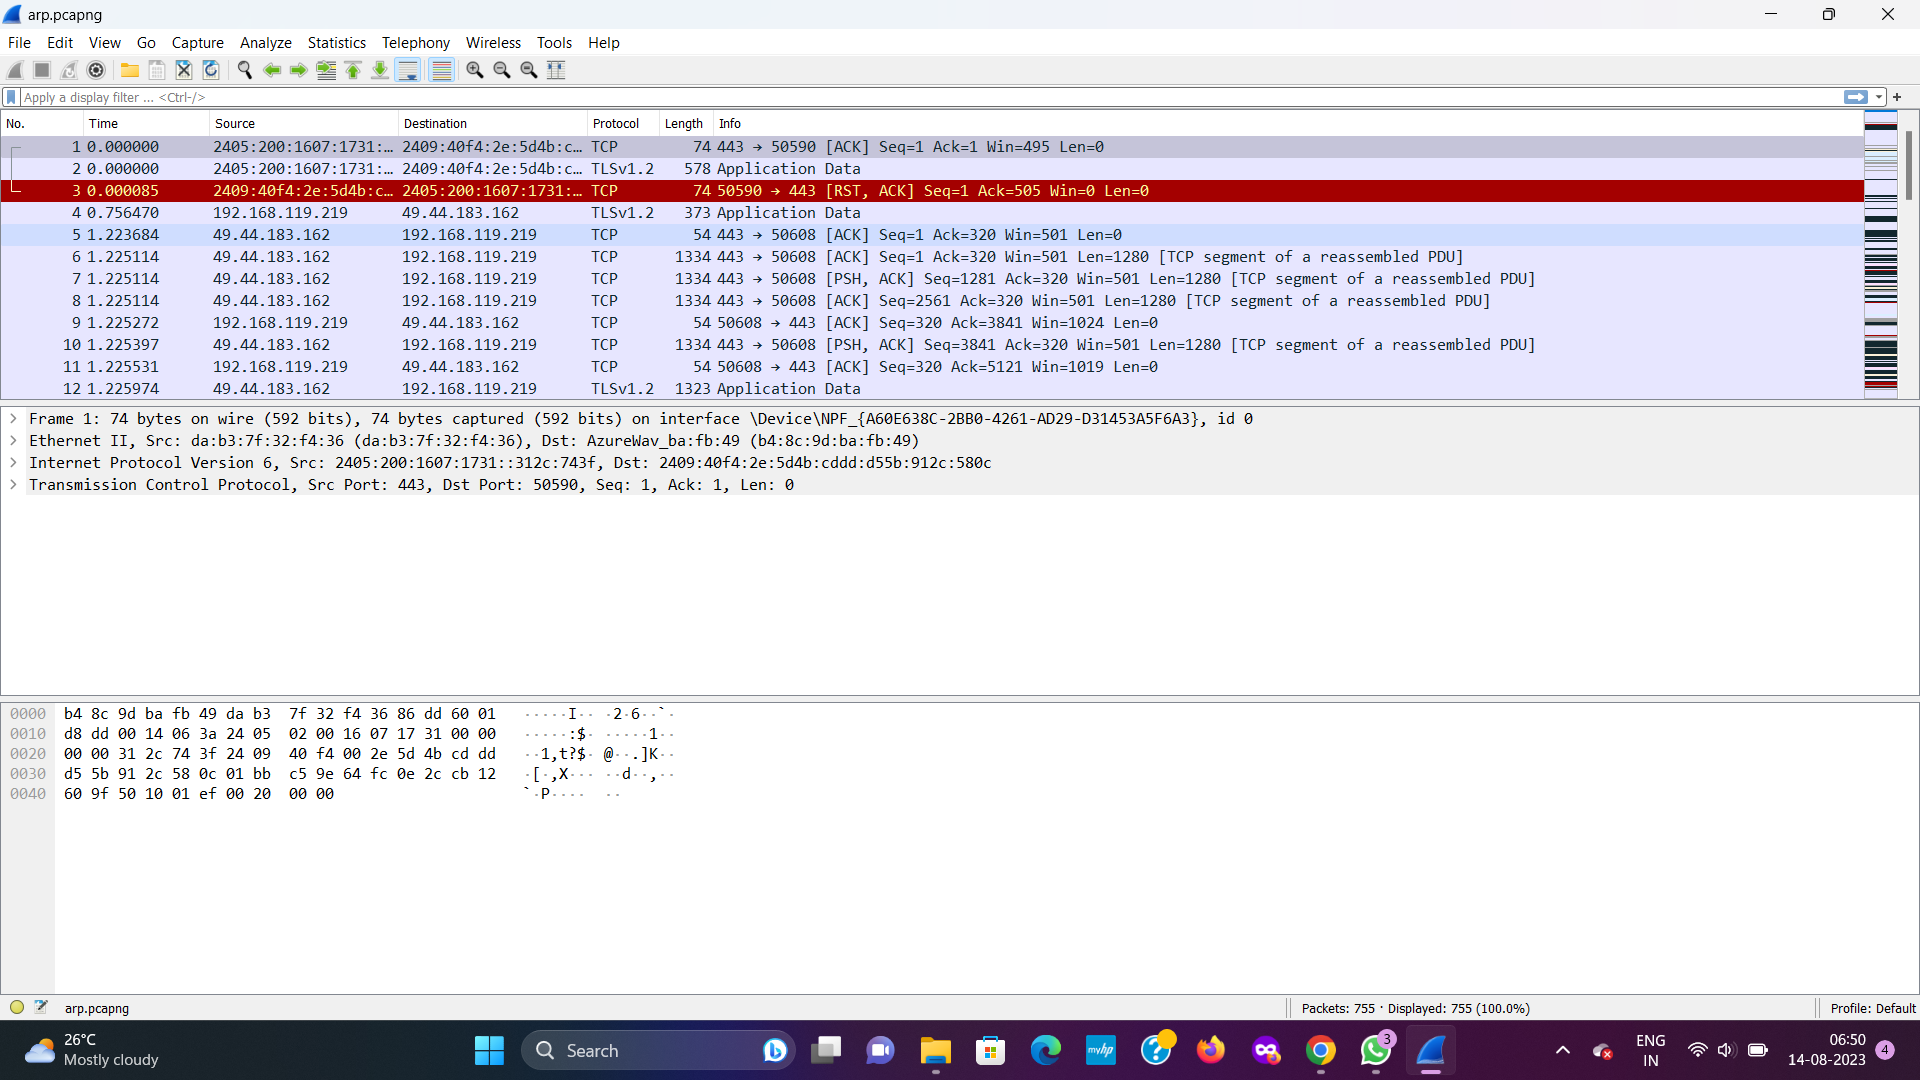 arp.pcapng
File Edit View Go Capture Analyze Statistics Telephony Wireless Tools Help
Apply a display filter ... <Ctrl-/>
No. Time Source Destination Protocol Length Info
1 0.000000 2405:200:1607:1731:… 2409:40f4:2e:5d4b:c… TCP 74 443 → 50590 [ACK] Seq=1 Ack=1 Win=495 Len=0
2 0.000000 2405:200:1607:1731:… 2409:40f4:2e:5d4b:c… TLSv1.2 578 Application Data
3 0.000085 2409:40f4:2e:5d4b:c… 2405:200:1607:1731:… TCP 74 50590 → 443 [RST, ACK] Seq=1 Ack=505 Win=0 Len=0
4 0.756470 192.168.119.219 49.44.183.162 TLSv1.2 373 Application Data
5 1.223684 49.44.183.162 192.168.119.219 TCP 54 443 → 50608 [ACK] Seq=1 Ack=320 Win=501 Len=0
6 1.225114 49.44.183.162 192.168.119.219 TCP 1334 443 → 50608 [ACK] Seq=1 Ack=320 Win=501 Len=1280 [TCP segment of a reassembled PDU]
7 1.225114 49.44.183.162 192.168.119.219 TCP 1334 443 → 50608 [PSH, ACK] Seq=1281 Ack=320 Win=501 Len=1280 [TCP segment of a reassembled PDU]
8 1.225114 49.44.183.162 192.168.119.219 TCP 1334 443 → 50608 [ACK] Seq=2561 Ack=320 Win=501 Len=1280 [TCP segment of a reassembled PDU]
9 1.225272 192.168.119.219 49.44.183.162 TCP 54 50608 → 443 [ACK] Seq=320 Ack=3841 Win=1024 Len=0
10 1.225397 49.44.183.162 192.168.119.219 TCP 1334 443 → 50608 [PSH, ACK] Seq=3841 Ack=320 Win=501 Len=1280 [TCP segment of a reassembled PDU]
11 1.225531 192.168.119.219 49.44.183.162 TCP 54 50608 → 443 [ACK] Seq=320 Ack=5121 Win=1019 Len=0
12 1.225974 49.44.183.162 192.168.119.219 TLSv1.2 1323 Application Data
Frame 1: 74 bytes on wire (592 bits), 74 bytes captured (592 bits) on interface \Device\NPF_{A60E638C-2BB0-4261-AD29-D31453A5F6A3}, id 0
Ethernet II, Src: da:b3:7f:32:f4:36 (da:b3:7f:32:f4:36), Dst: AzureWav_ba:fb:49 (b4:8c:9d:ba:fb:49)
Internet Protocol Version 6, Src: 2405:200:1607:1731::312c:743f, Dst: 2409:40f4:2e:5d4b:cddd:d55b:912c:580c
Transmission Control Protocol, Src Port: 443, Dst Port: 50590, Seq: 1, Ack: 1, Len: 0
0000 b4 8c 9d ba fb 49 da b3 7f 32 f4 36 86 dd 60 01 ·····I·· ·2·6··`·
0010 d8 dd 00 14 06 3a 24 05 02 00 16 07 17 31 00 00 ·····:$· ·····1··
0020 00 00 31 2c 74 3f 24 09 40 f4 00 2e 5d 4b cd dd ··1,t?$· @··.]K··
0030 d5 5b 91 2c 58 0c 01 bb c5 9e 64 fc 0e 2c cb 12 ·[·,X··· ··d··,··
0040 60 9f 50 10 01 ef 00 20 00 00 `·P···· ··
arp.pcapng Packets: 755 · Displayed: 755 (100.0%) Profile: Default
26°C
Mostly cloudy
Search
myhp
3
ENG
IN
06:50
14-08-2023
4